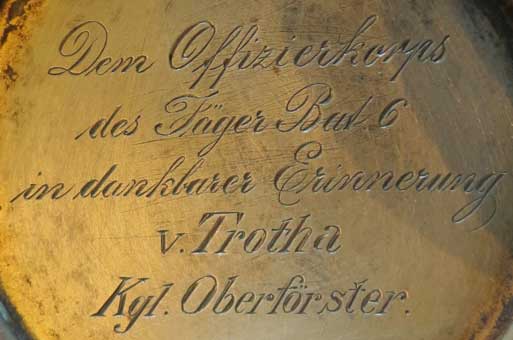 Dem Offizierkorps
des Jäger Bat. 6
in dankbarer Erinnerung
v. Trotha
Kgl. Oberförster.